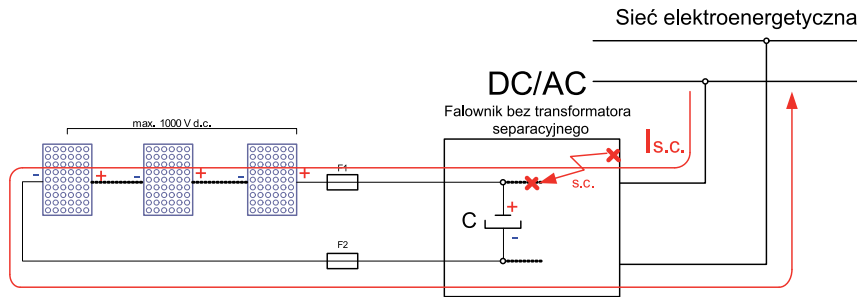 Sieć elektroenergetyczna
DC/AC
Falownik bez transformatora
separacyjnego
max. 1000 V d.c.
Is.c.
- + - + - +
F1
s.c.
C
+
-
F2